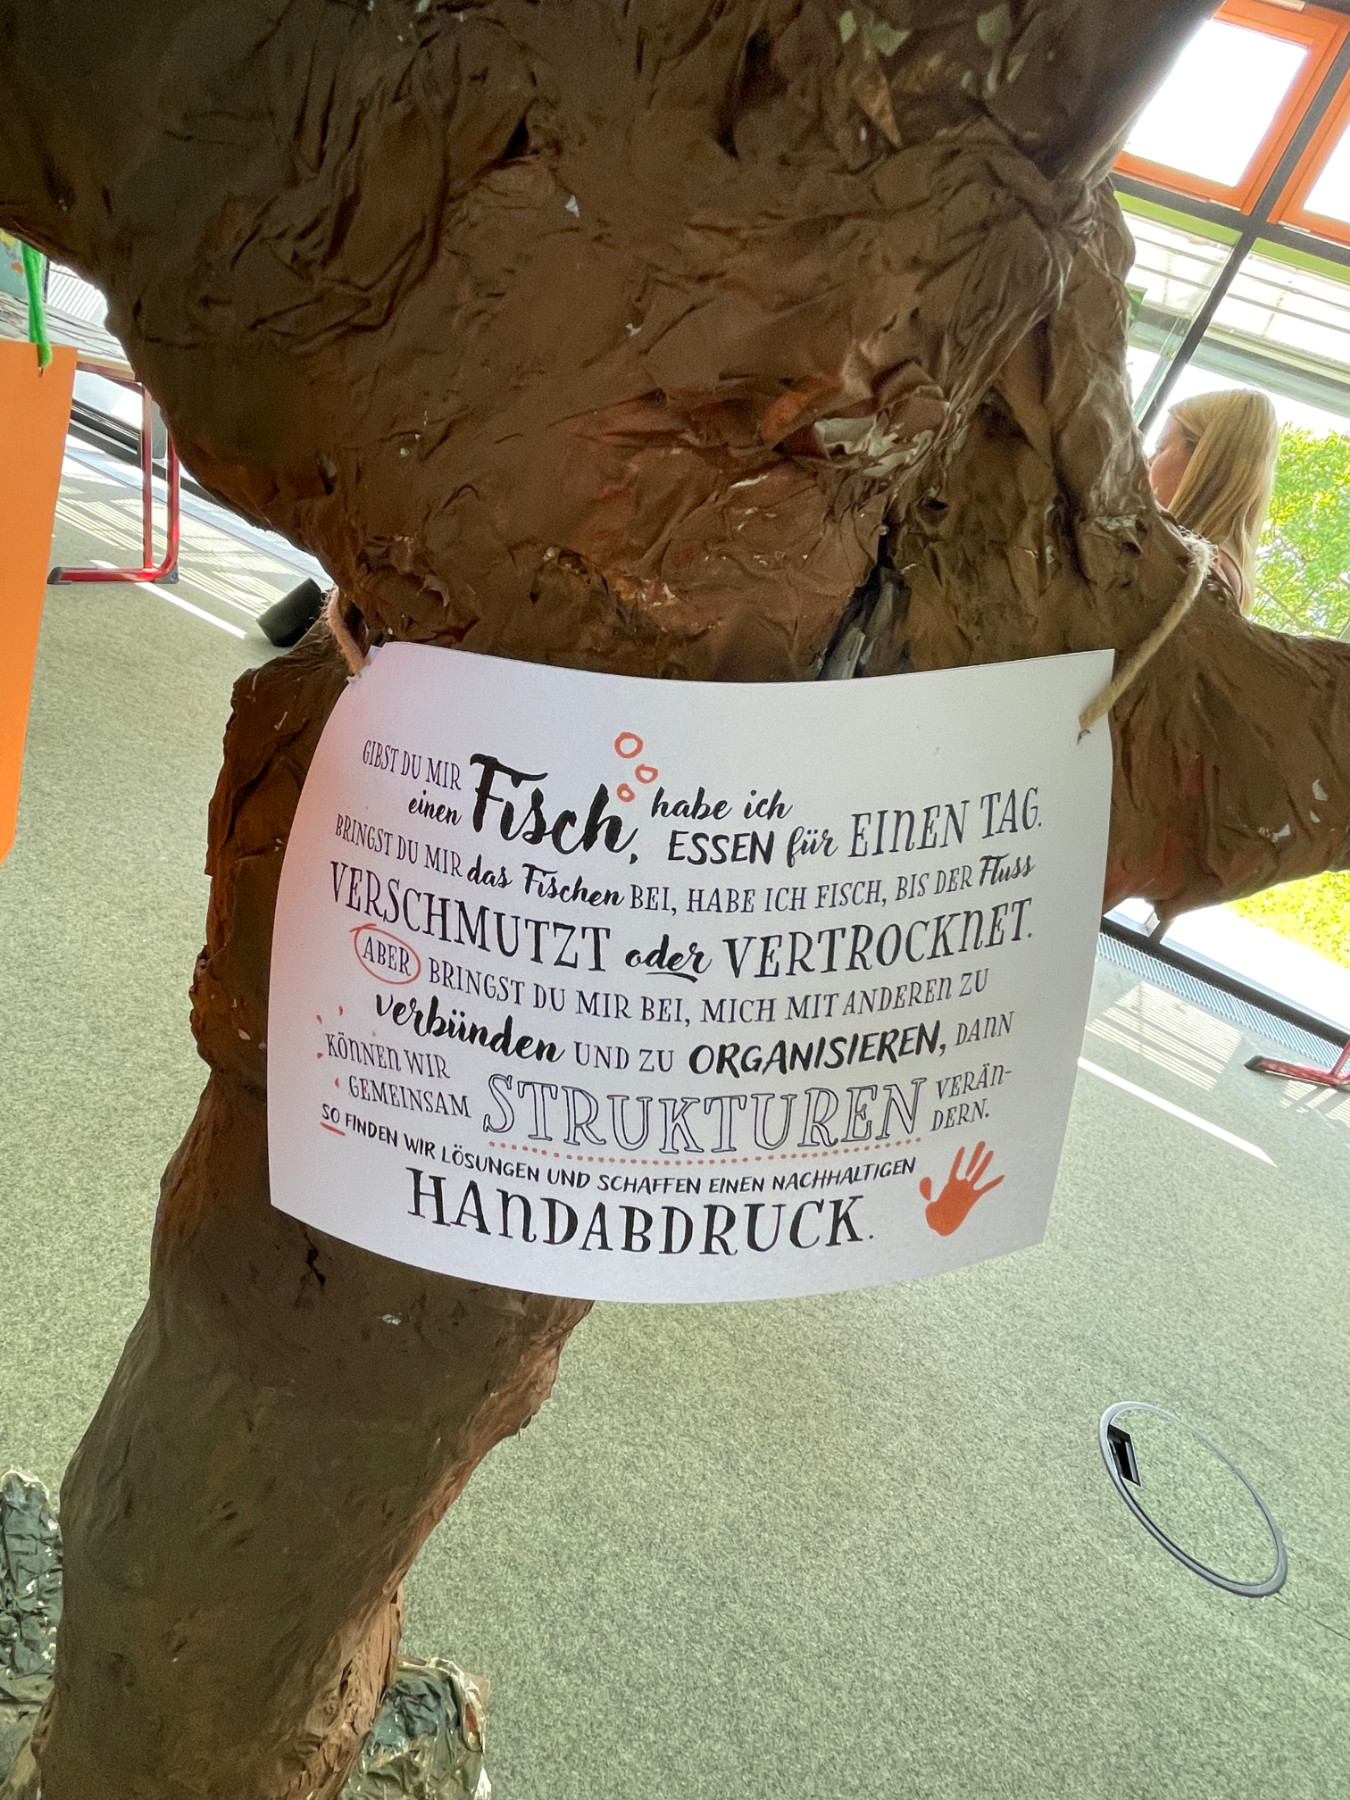 GIBST DU MIR einen Fisch, habe ich ESSEN für EINEN TAG.
BRINGST DU MIR das Fischen BEI, HABE ICH FISCH, BIS DER Fluss
VERSCHMUTZT oder VERTROCKNET.
ABER BRINGST DU MIR BEI, MICH MIT ANDEREN ZU
verbünden UND ZU ORGANISIEREN, DANN
KÖNNEN WIR GEMEINSAM STRUKTUREN VERÄN-
DERN.
SO FINDEN WIR LÖSUNGEN UND SCHAFFEN EINEN NACHHALTIGEN
HANDABDRUCK.